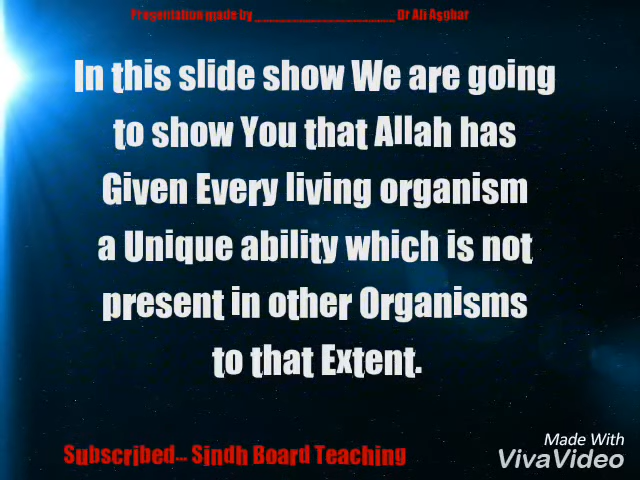 Presentation made by ____________________ Dr Ali Asghar
In this slide show We are going
to show You that Allah has
Given Every living organism
a Unique ability which is not
present in other Organisms
to that Extent.
Subscribed... Sindh Board Teaching
Made With
VivaVideo